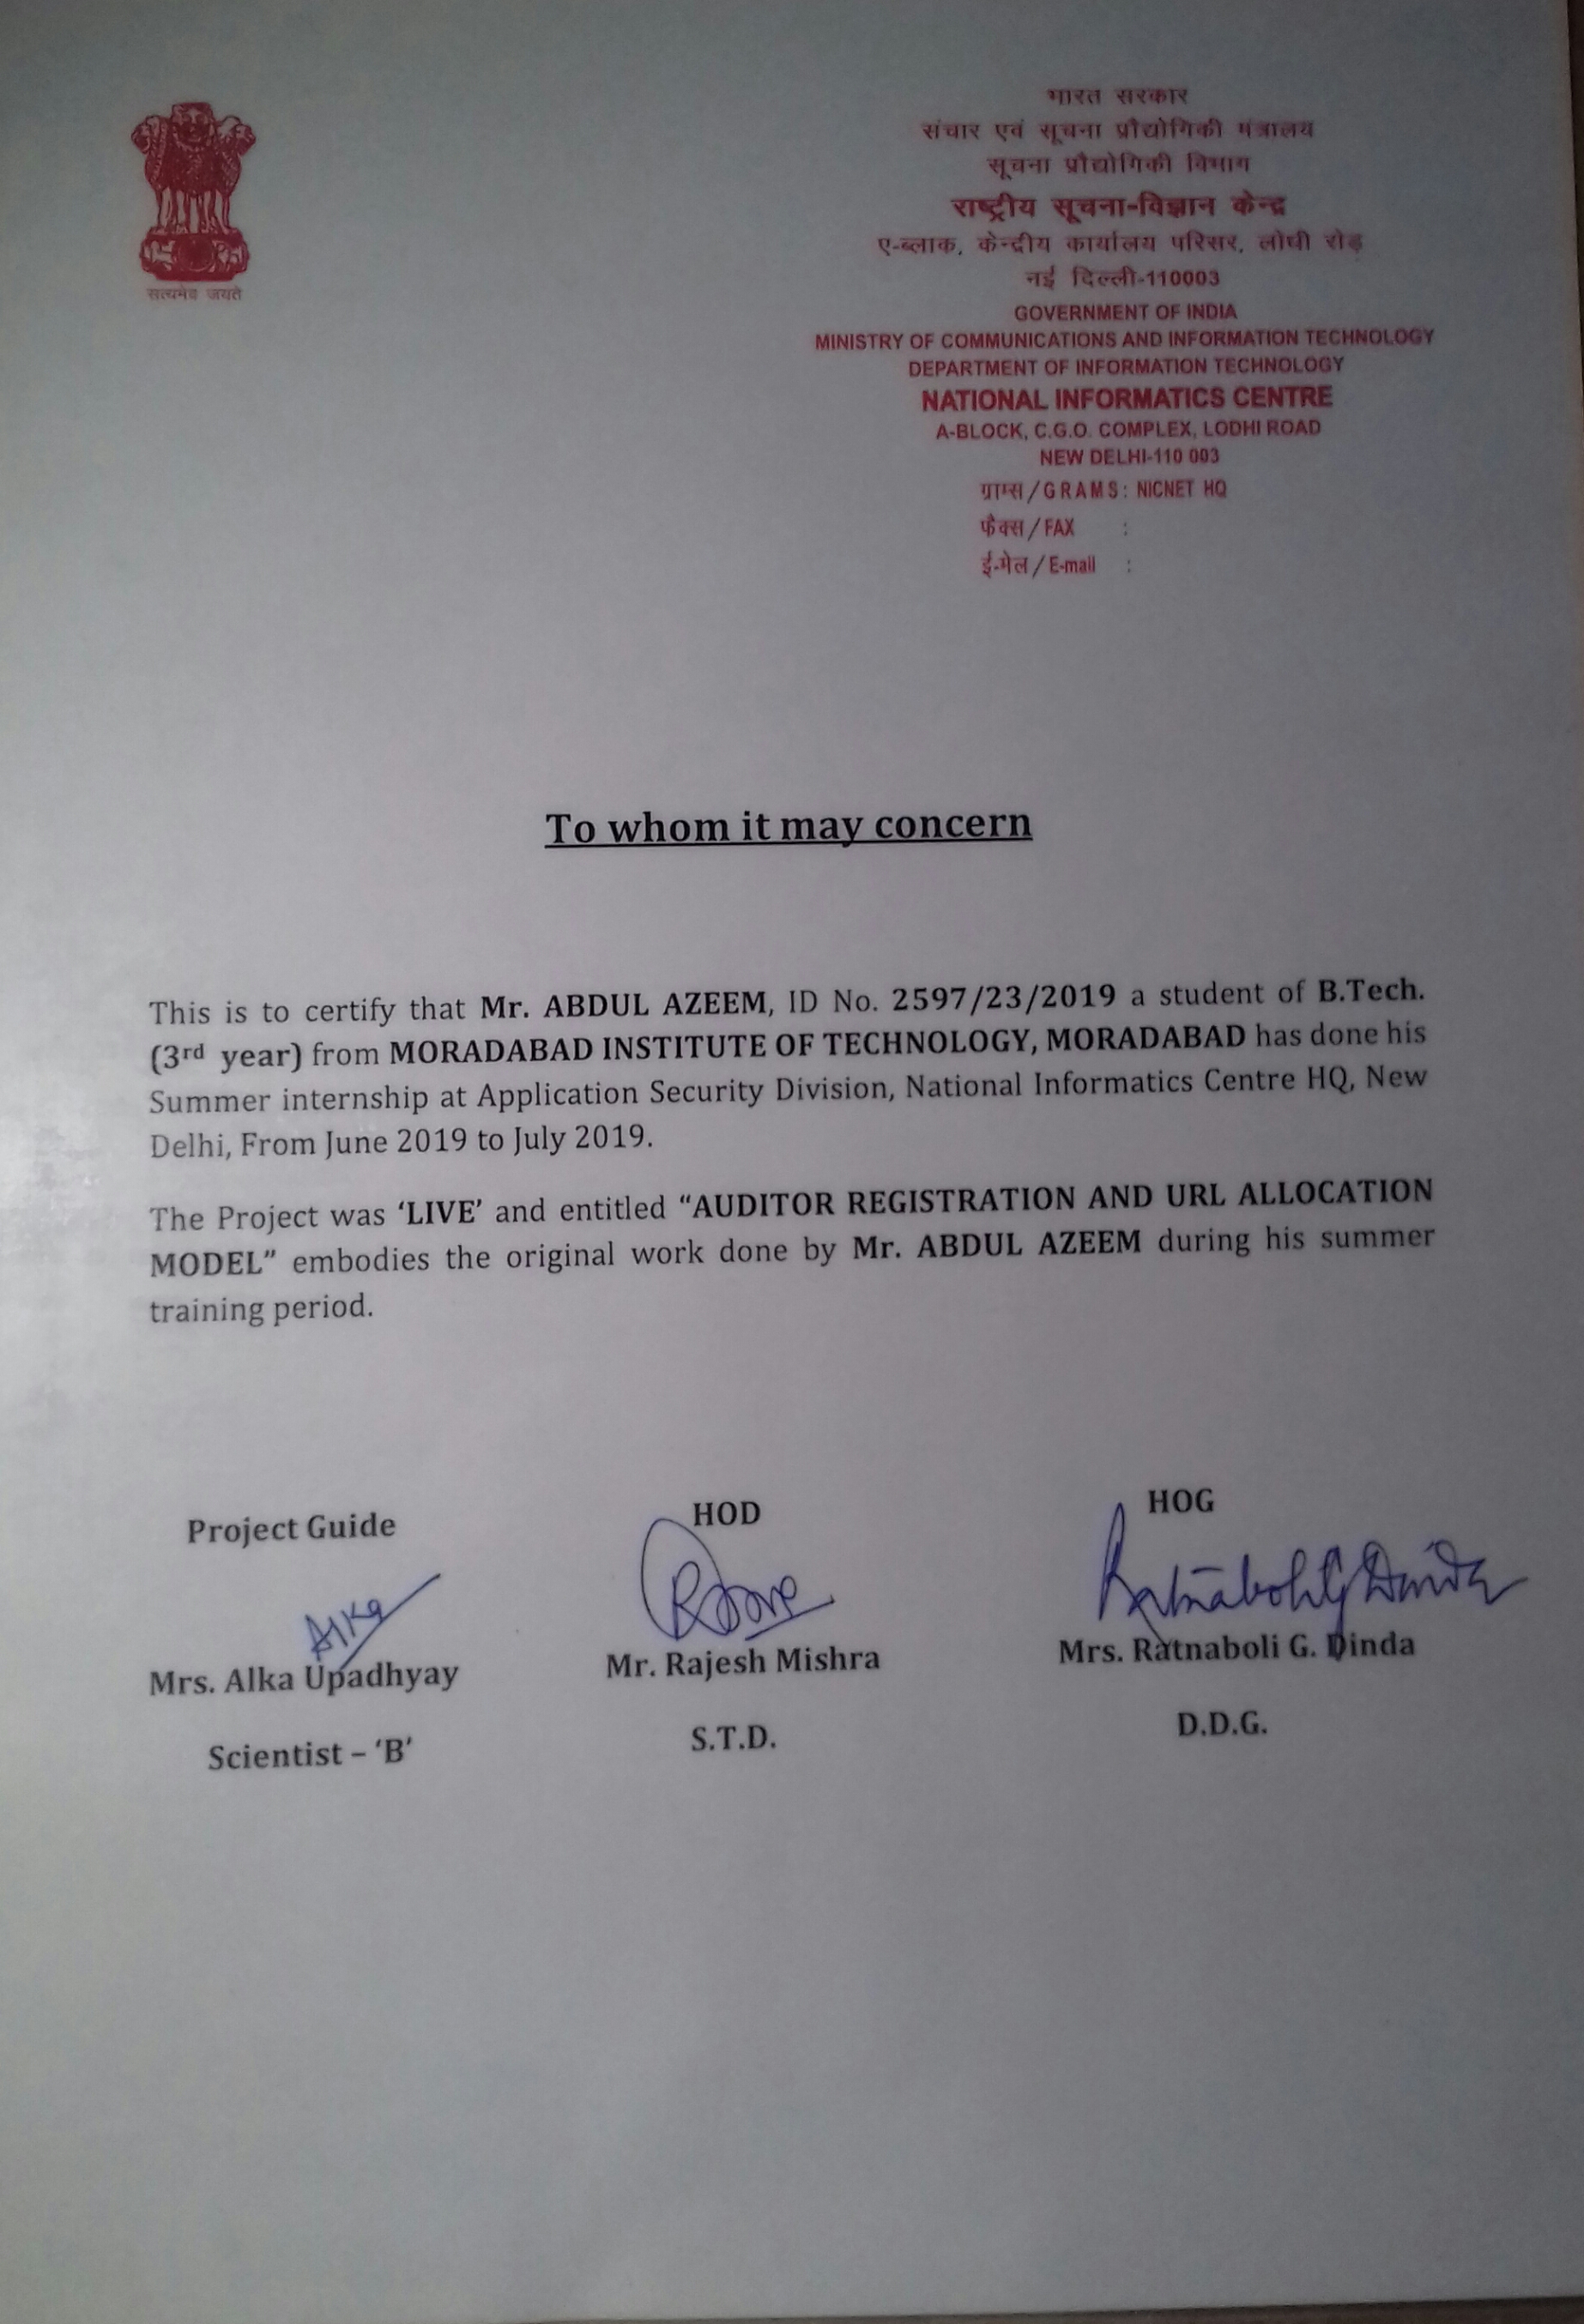 सत्यमेव जयते
भारत सरकार
संचार एवं सूचना प्रौद्योगिकी मंत्रालय
सूचना प्रौद्योगिकी विभाग
राष्ट्रीय सूचना-विज्ञान केन्द्र
ए-ब्लाक, केन्द्रीय कार्यालय परिसर, लोधी रोड़
नई दिल्ली-110003
GOVERNMENT OF INDIA
MINISTRY OF COMMUNICATIONS AND INFORMATION TECHNOLOGY
DEPARTMENT OF INFORMATION TECHNOLOGY
NATIONAL INFORMATICS CENTRE
A-BLOCK, C.G.O. COMPLEX, LODHI ROAD
NEW DELHI-110 003
ग्राम्स / GRAMS : NICNET HQ
फैक्स / FAX :
ई-मेल / E-mail :
To whom it may concern
This is to certify that Mr. ABDUL AZEEM, ID No. 2597/23/2019 a student of B.Tech.
(3rd year) from MORADABAD INSTITUTE OF TECHNOLOGY, MORADABAD has done his
Summer internship at Application Security Division, National Informatics Centre HQ, New
Delhi, From June 2019 to July 2019.
The Project was ‘LIVE’ and entitled “AUDITOR REGISTRATION AND URL ALLOCATION
MODEL” embodies the original work done by Mr. ABDUL AZEEM during his summer
training period.
Project Guide HOD HOG
Alka Ratnaboli G Dinda
Mrs. Alka Upadhyay Mr. Rajesh Mishra Mrs. Ratnaboli G. Dinda
Scientist – ‘B’ S.T.D. D.D.G.